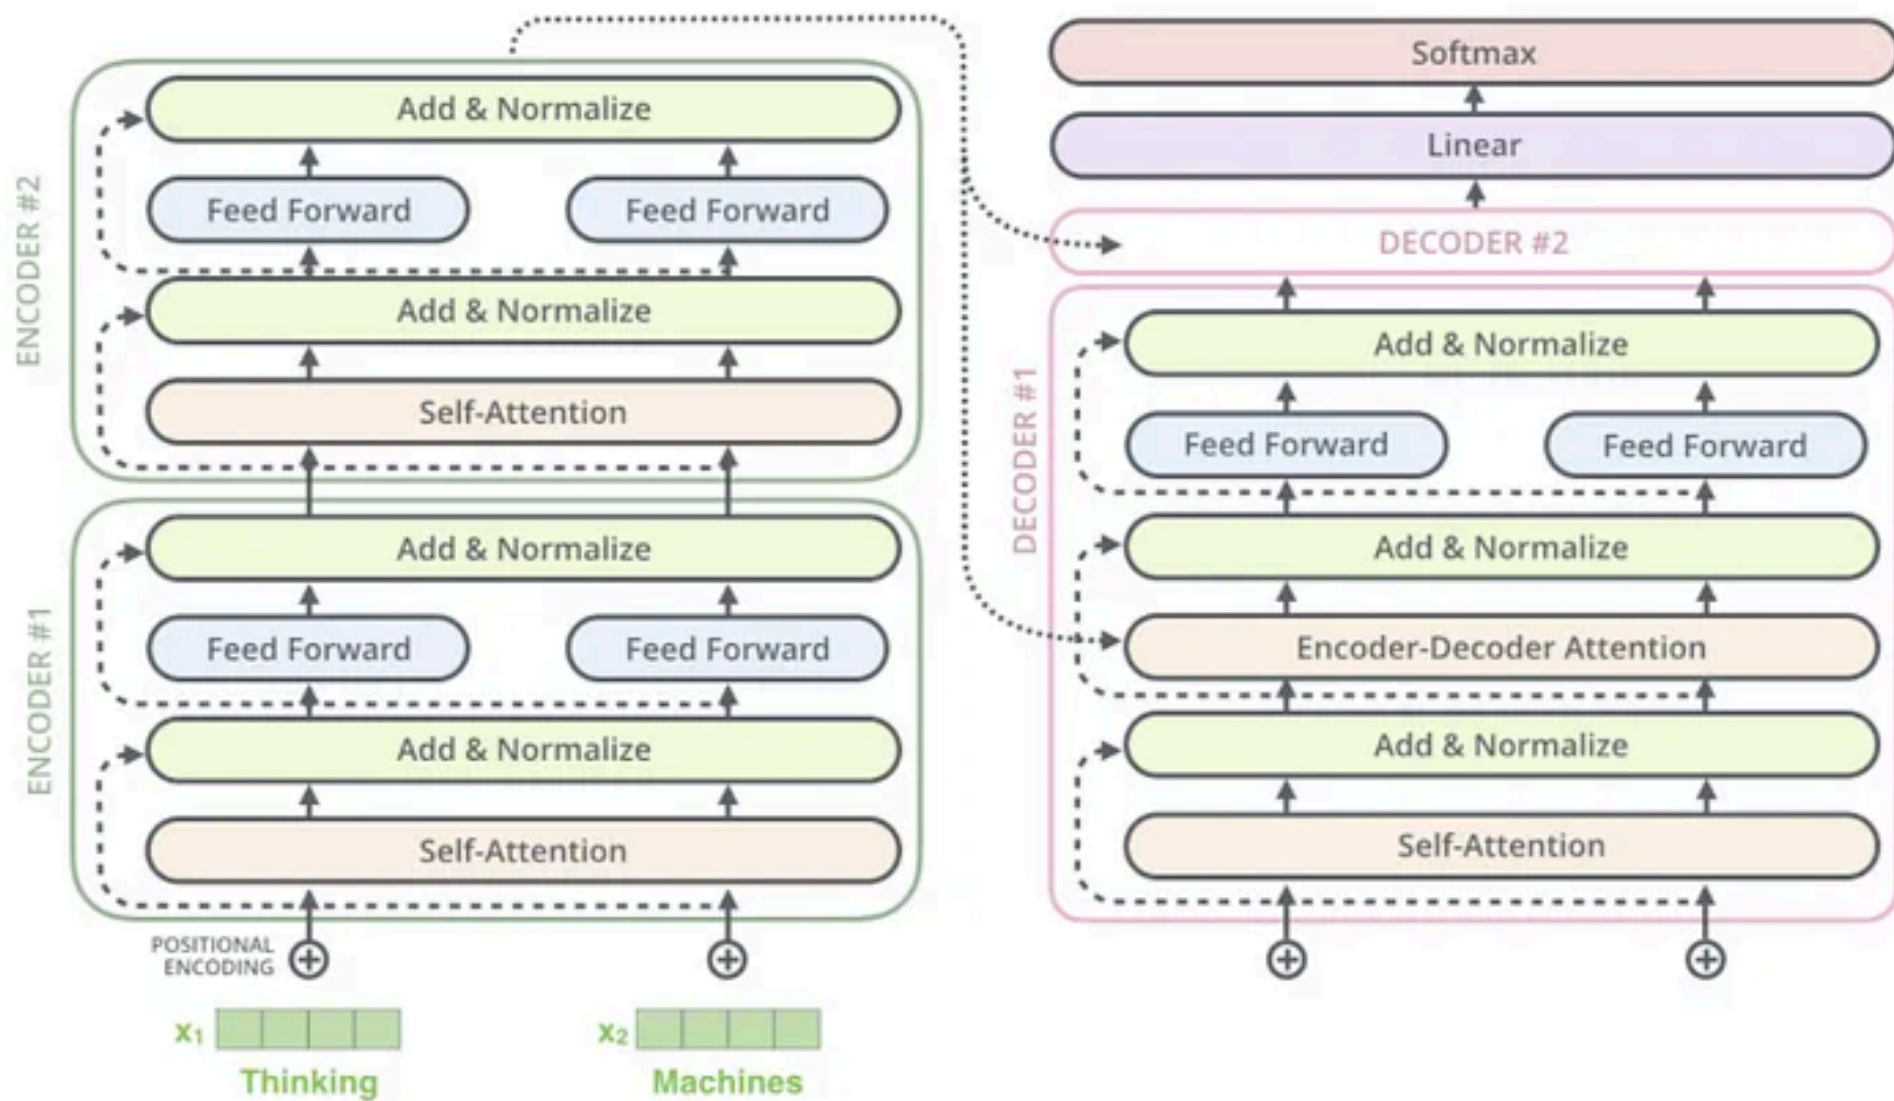 ENCODER #2
Add & Normalize
Feed Forward
Feed Forward
Add & Normalize
Self-Attention
ENCODER #1
Add & Normalize
Feed Forward
Feed Forward
Add & Normalize
Self-Attention
POSITIONAL
ENCODING
x₁
x₂
Thinking
Machines
Softmax
Linear
DECODER #2
DECODER #1
Add & Normalize
Feed Forward
Feed Forward
Add & Normalize
Encoder-Decoder Attention
Add & Normalize
Self-Attention